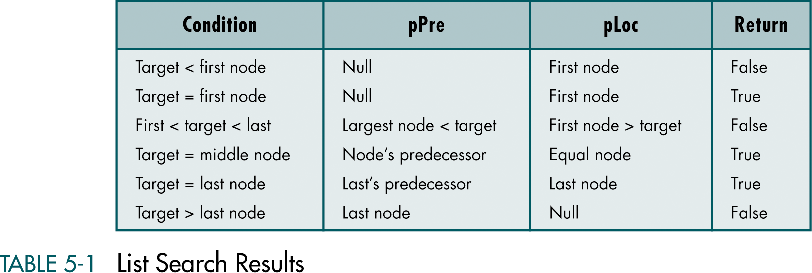 Condition pPre pLoc Return
Target < first node Null First node False
Target = first node Null First node True
First < target < last Largest node < target First node > target False
Target = middle node Node's predecessor Equal node True
Target = last node Last's predecessor Last node True
Target > last node Last node Null False
TABLE 5-1 List Search Results